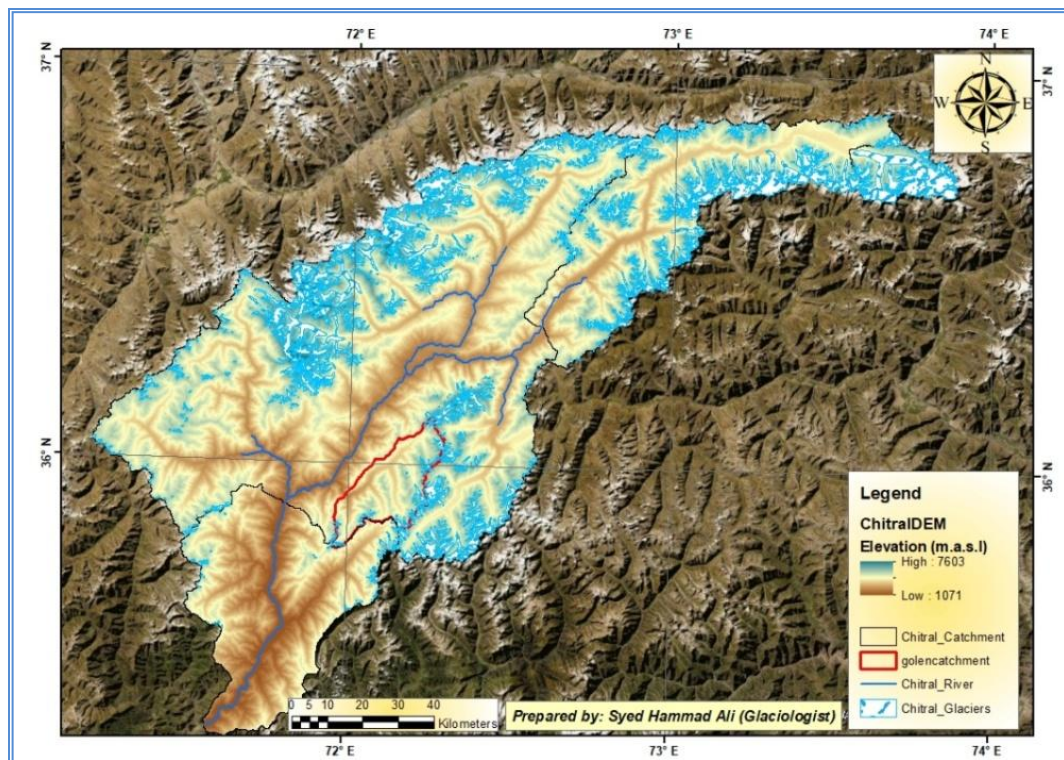 72° E 73° E 74° E
37° N
37° N
N
W E
S
36° N
36° N
Legend
ChitralDEM
Elevation (m.a.s.l)
High : 7603
Low : 1071
Chitral_Catchment
golencatchment
Chitral_River
Chitral_Glaciers
0 5 10 20 30 40
Kilometers
Prepared by: Syed Hammad Ali (Glaciologist)
72° E 73° E 74° E